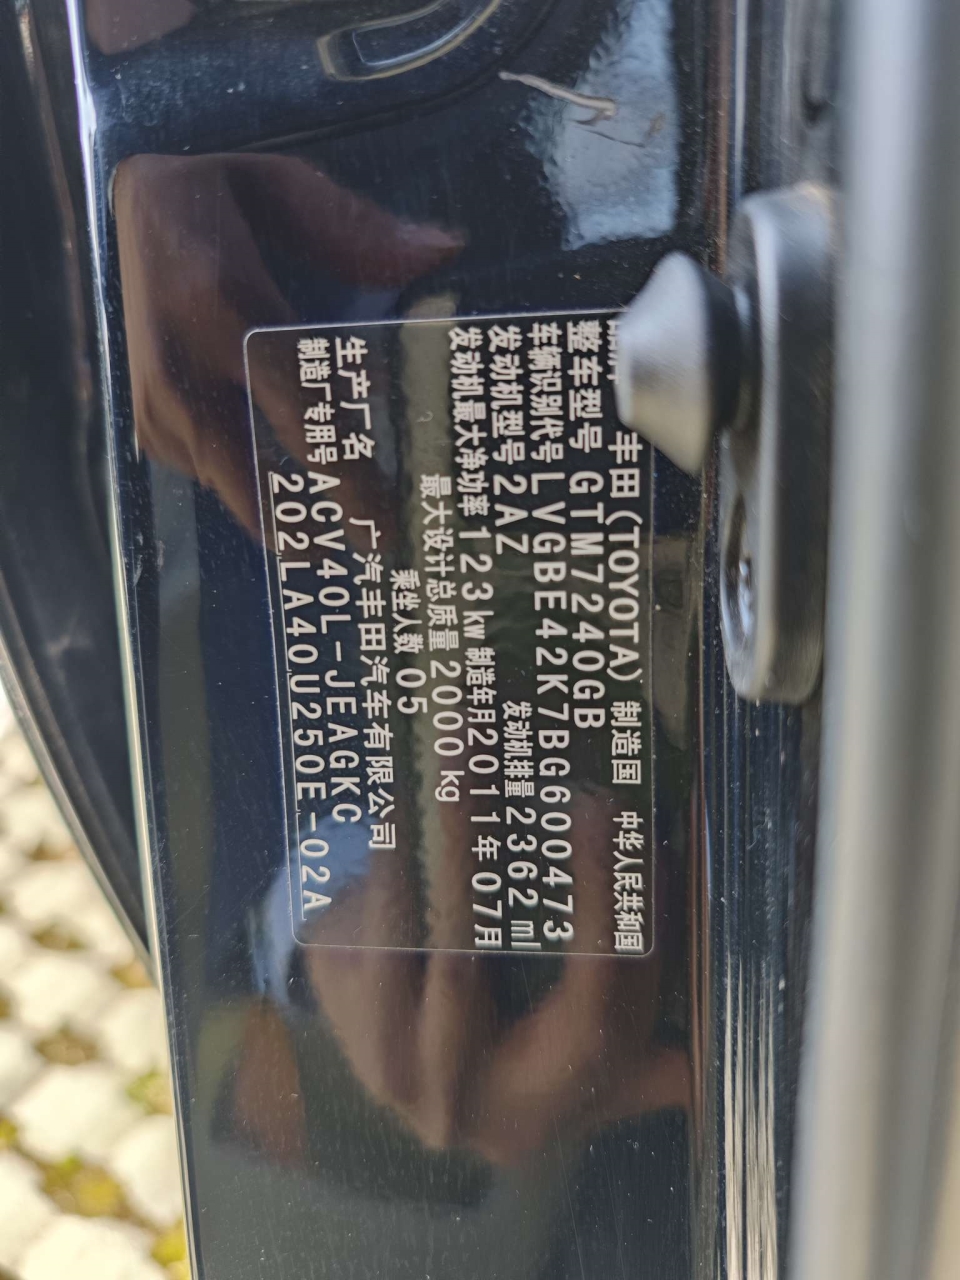 丰田(TOYOTA) 制造国 中华人民共和国
整车型号 GTM7240GB
车辆识别代号 LVGBE42K7BG600473
发动机型号 2AZ 发动机排量 2362 ml
发动机最大净功率 123 kw 制造年月 2011年07月
最大设计总质量 2000 kg
乘坐人数 05
生产厂名 广汽丰田汽车有限公司
制造厂专用号 ACV40L-JEAGKC
202LA40U250E-02A